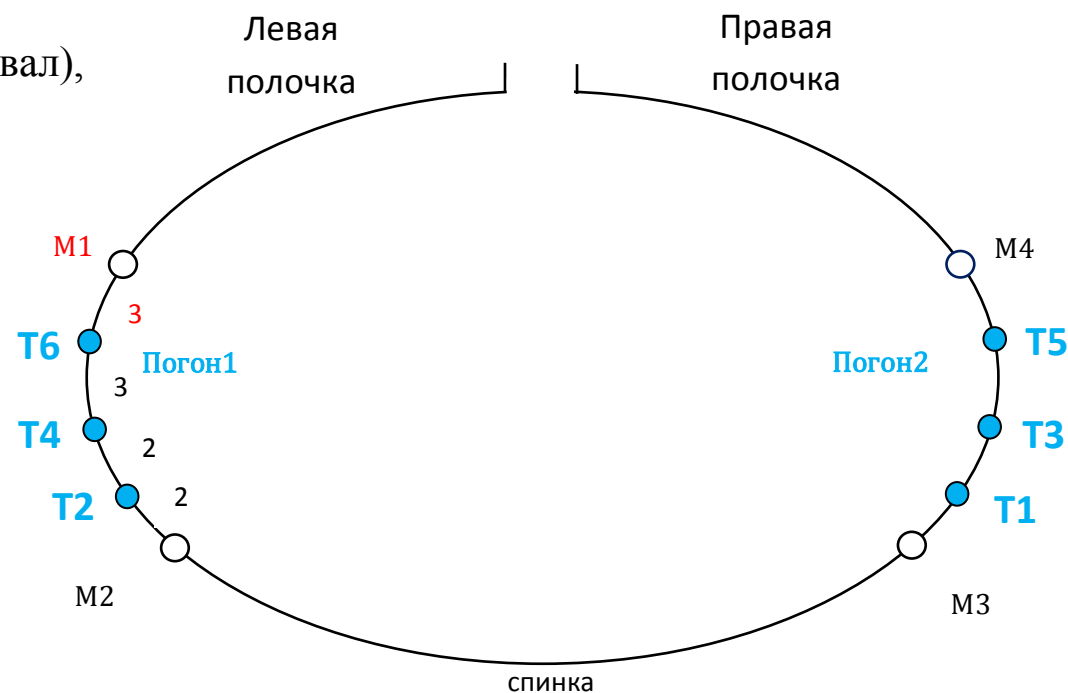 Левая
полочка
Правая
полочка
вал),
М1
М4
3
Т6
Погон1
Погон2
Т5
3
Т4
2
Т3
Т2
2
Т1
М2
М3
спинка